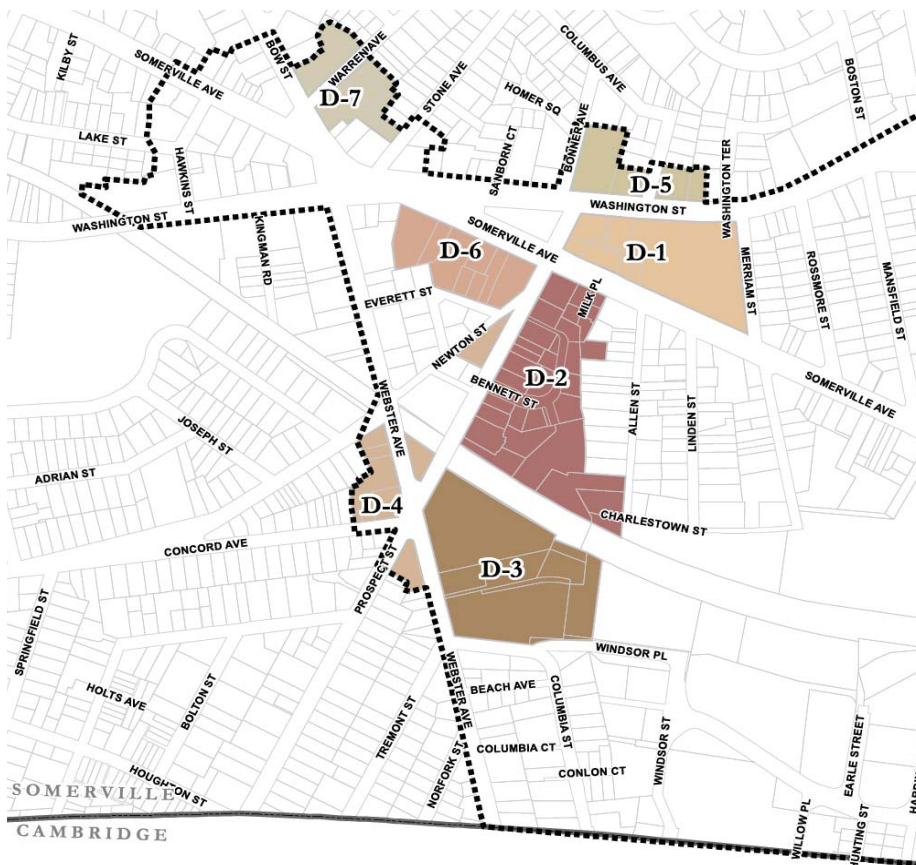 KILBY ST
SOMERVILLE AVE
BOW ST
WARREN AVE
D-7
STONE AVE
COLUMBUS AVE
HOMER SQ
BOSTON ST
LAKE ST
HAWKINS ST
SANBORN CT
BONNER AVE
D-5
WASHINGTON TER
WASHINGTON ST
WASHINGTON ST
KINGMAN RD
D-6
SOMERVILLE AVE
D-1
MERRIAM ST
ROSSMORE ST
MANSFIELD ST
EVERETT ST
MILK PL
NEWTON ST
D-2
BENNETT ST
WEBSTER AVE
ALLEN ST
LINDEN ST
SOMERVILLE AVE
JOSEPH ST
ADRIAN ST
D-4
CHARLESTOWN ST
CONCORD AVE
PROSPECT ST
D-3
SPRINGFIELD ST
WINDSOR PL
HOLTS AVE
BOLTON ST
TREMONT ST
WEBSTER AVE
BEACH AVE
COLUMBIA ST
COLUMBIA CT
WINDSOR ST
CONLON CT
NORFORK ST
HOUGHTON ST
EARLE STREET
WILLOW PL
HUNTING ST
SOMERVILLE
CAMBRIDGE